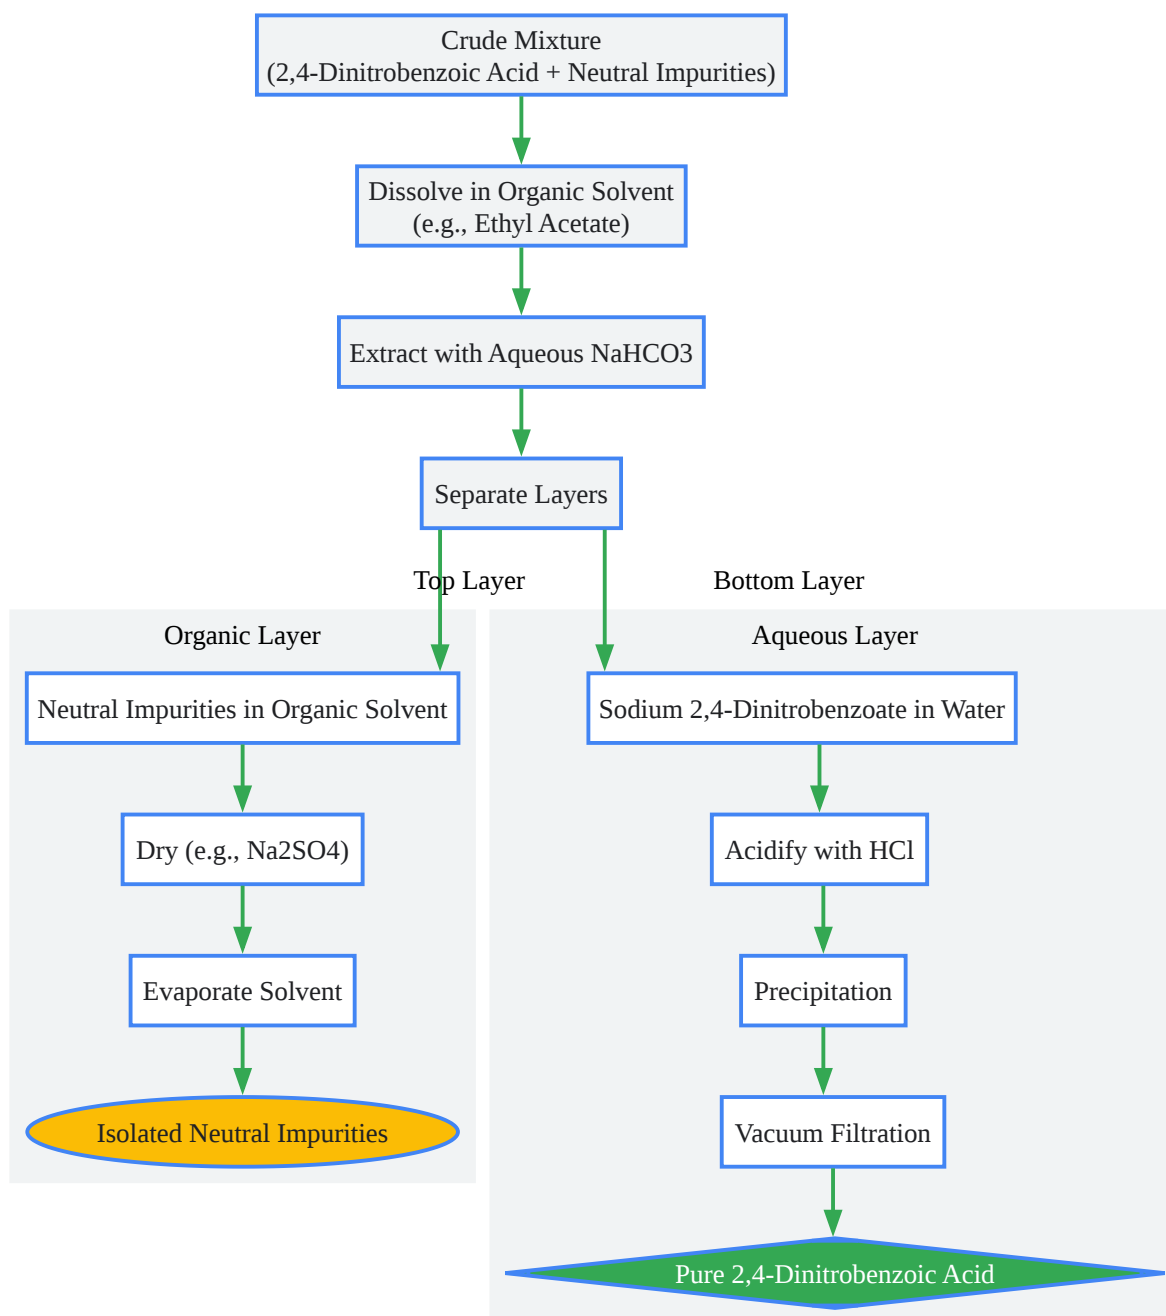 Crude Mixture
(2,4-Dinitrobenzoic Acid + Neutral Impurities)
Dissolve in Organic Solvent
(e.g., Ethyl Acetate)
Extract with Aqueous NaHCO3
Separate Layers
Top Layer
Bottom Layer
Organic Layer
Neutral Impurities in Organic Solvent
Dry (e.g., Na2SO4)
Evaporate Solvent
Isolated Neutral Impurities
Aqueous Layer
Sodium 2,4-Dinitrobenzoate in Water
Acidify with HCl
Precipitation
Vacuum Filtration
Pure 2,4-Dinitrobenzoic Acid